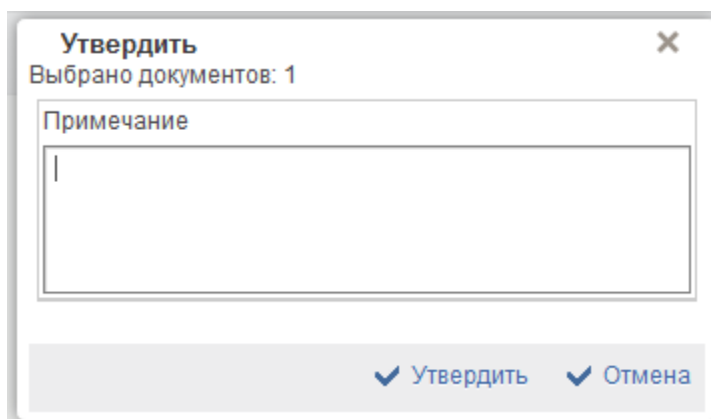 Утвердить
Выбрано документов: 1
Примечание
Утвердить Отмена